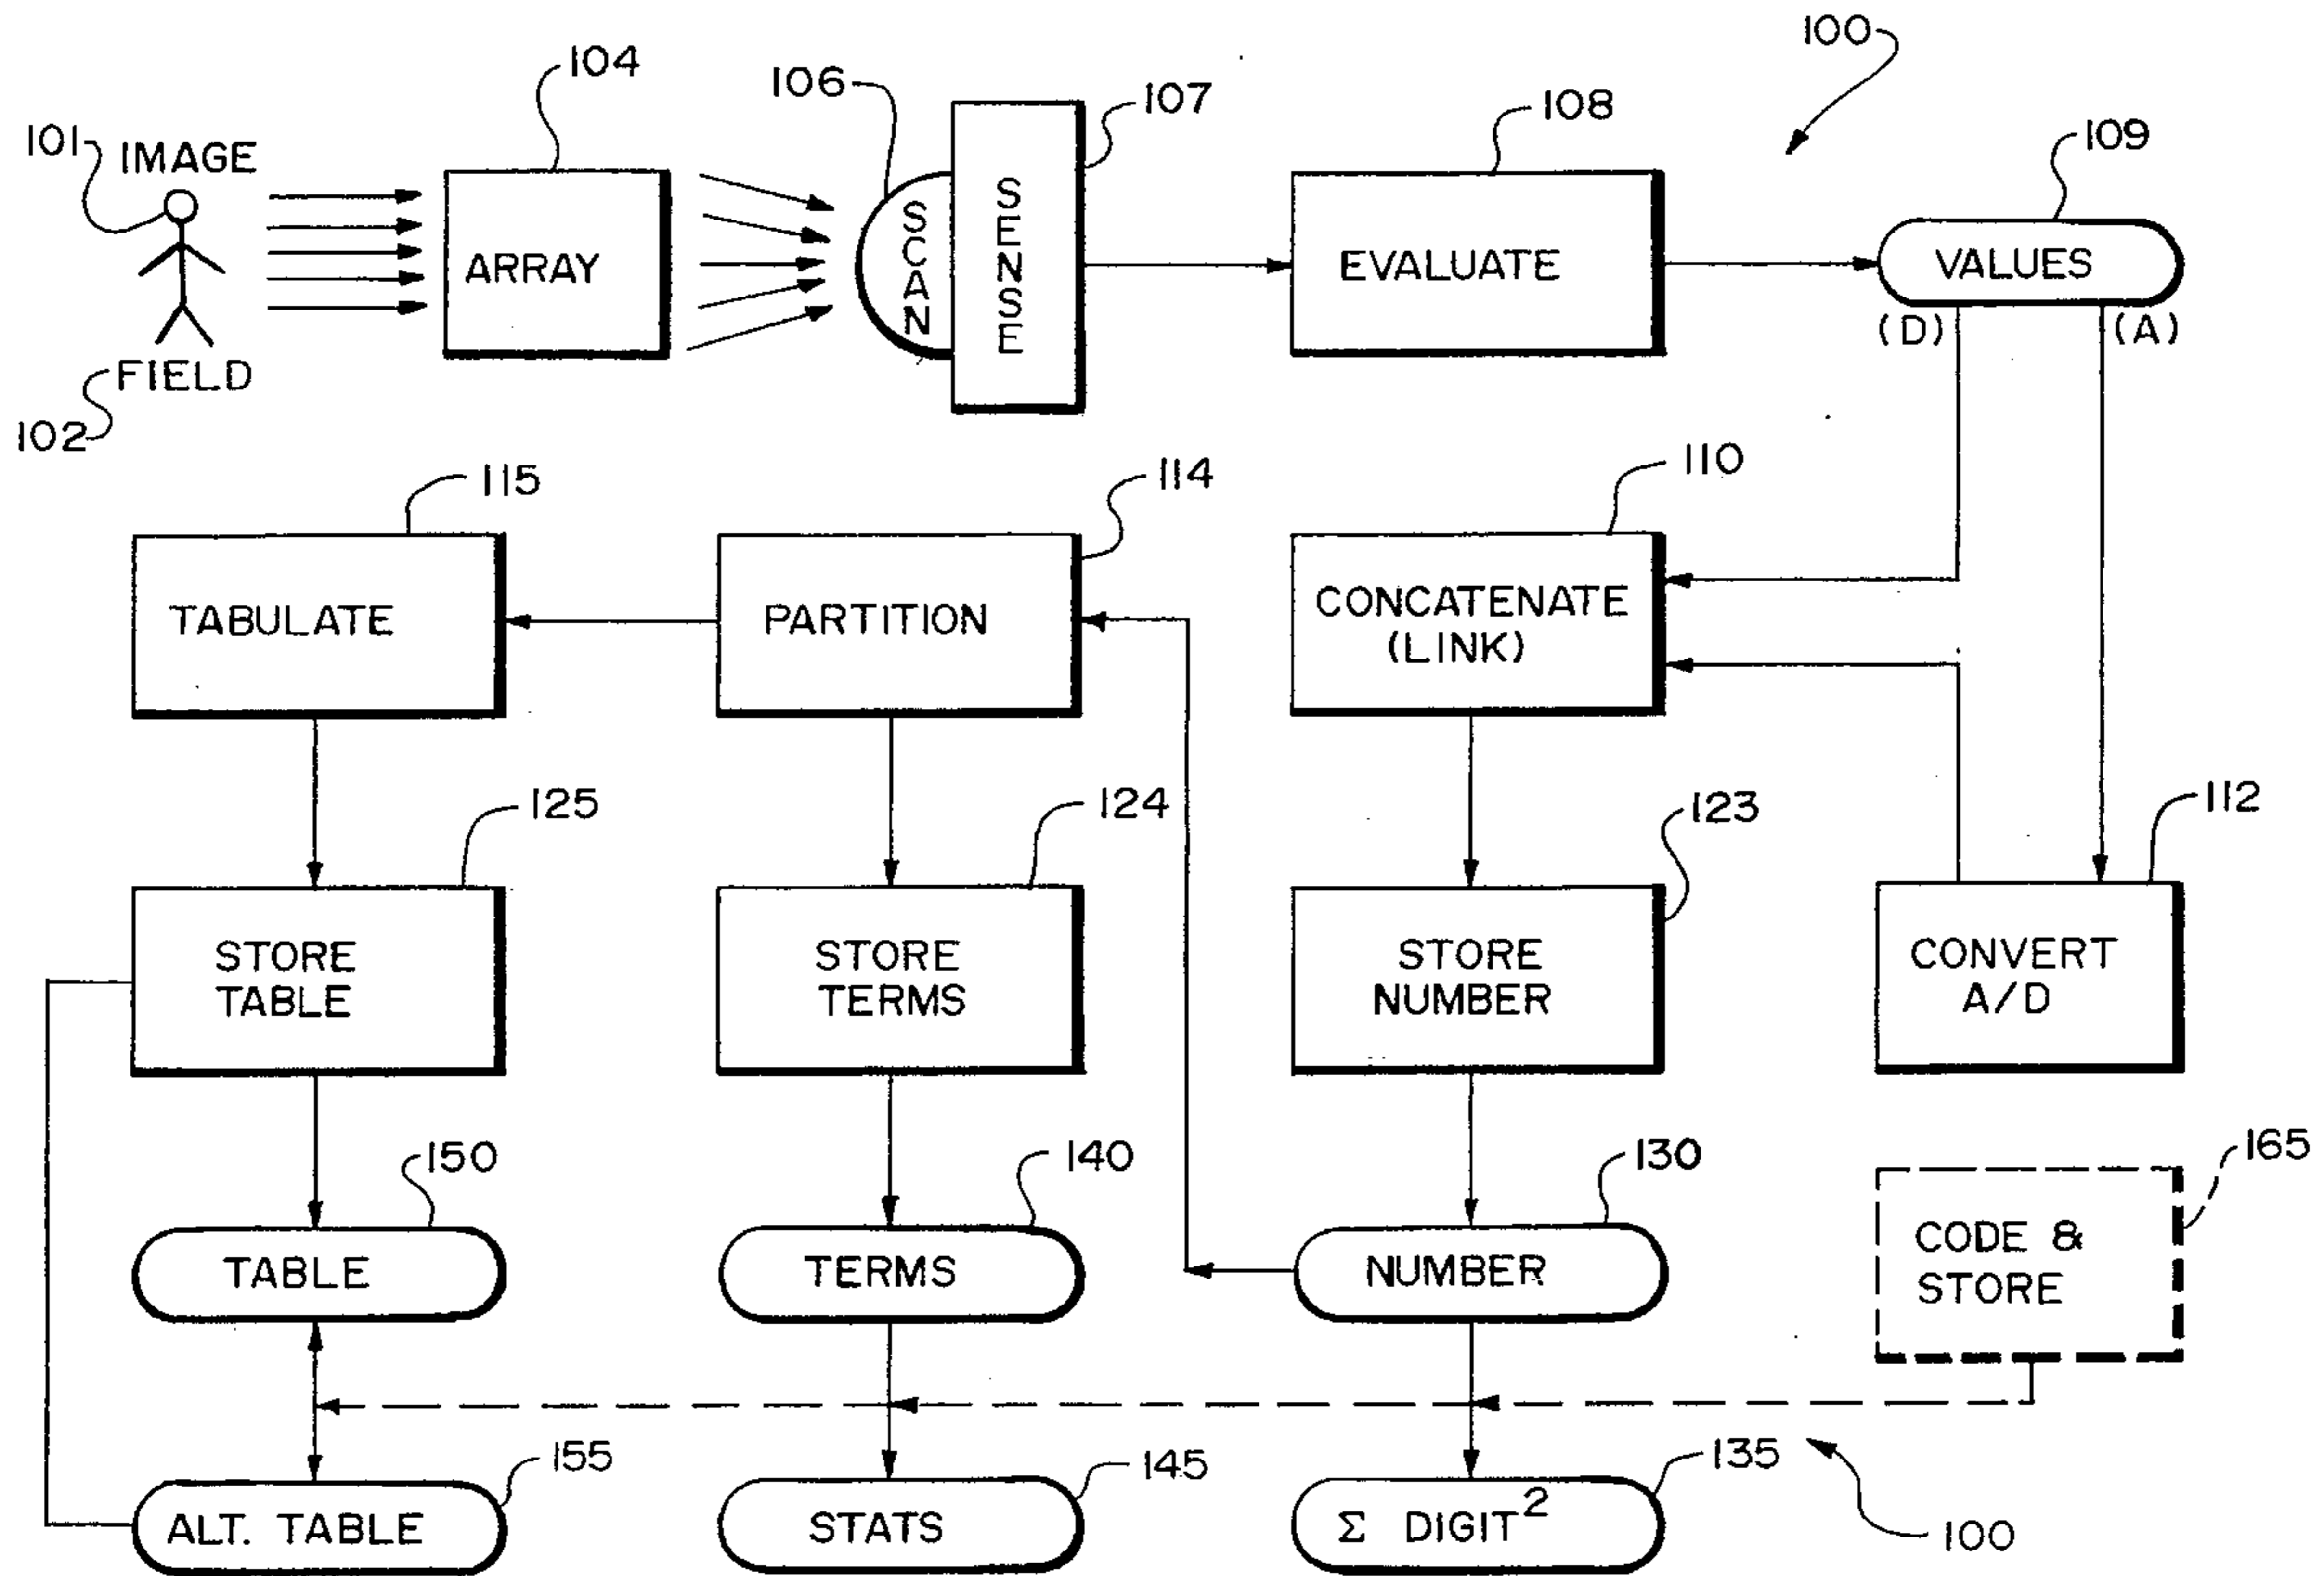 100
104
106
107
108
101
IMAGE
109
ARRAY
SCAN
SENSE
EVALUATE
VALUES
(D)
(A)
FIELD
102
115
114
110
TABULATE
PARTITION
CONCATENATE
(LINK)
125
124
123
112
STORE
TABLE
STORE
TERMS
STORE
NUMBER
CONVERT
A/D
150
140
130
165
TABLE
TERMS
NUMBER
CODE &
STORE
155
145
135
ALT. TABLE
STATS
Σ DIGIT²
100